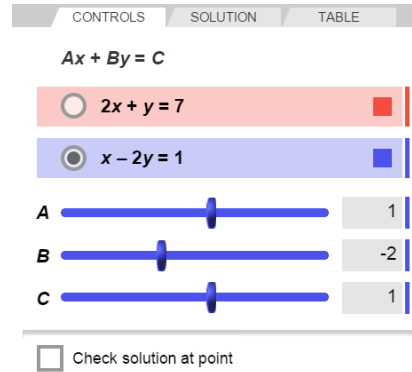 CONTROLS SOLUTION TABLE
Ax + By = C
2x + y = 7
x – 2y = 1
A 1
B -2
C 1
Check solution at point